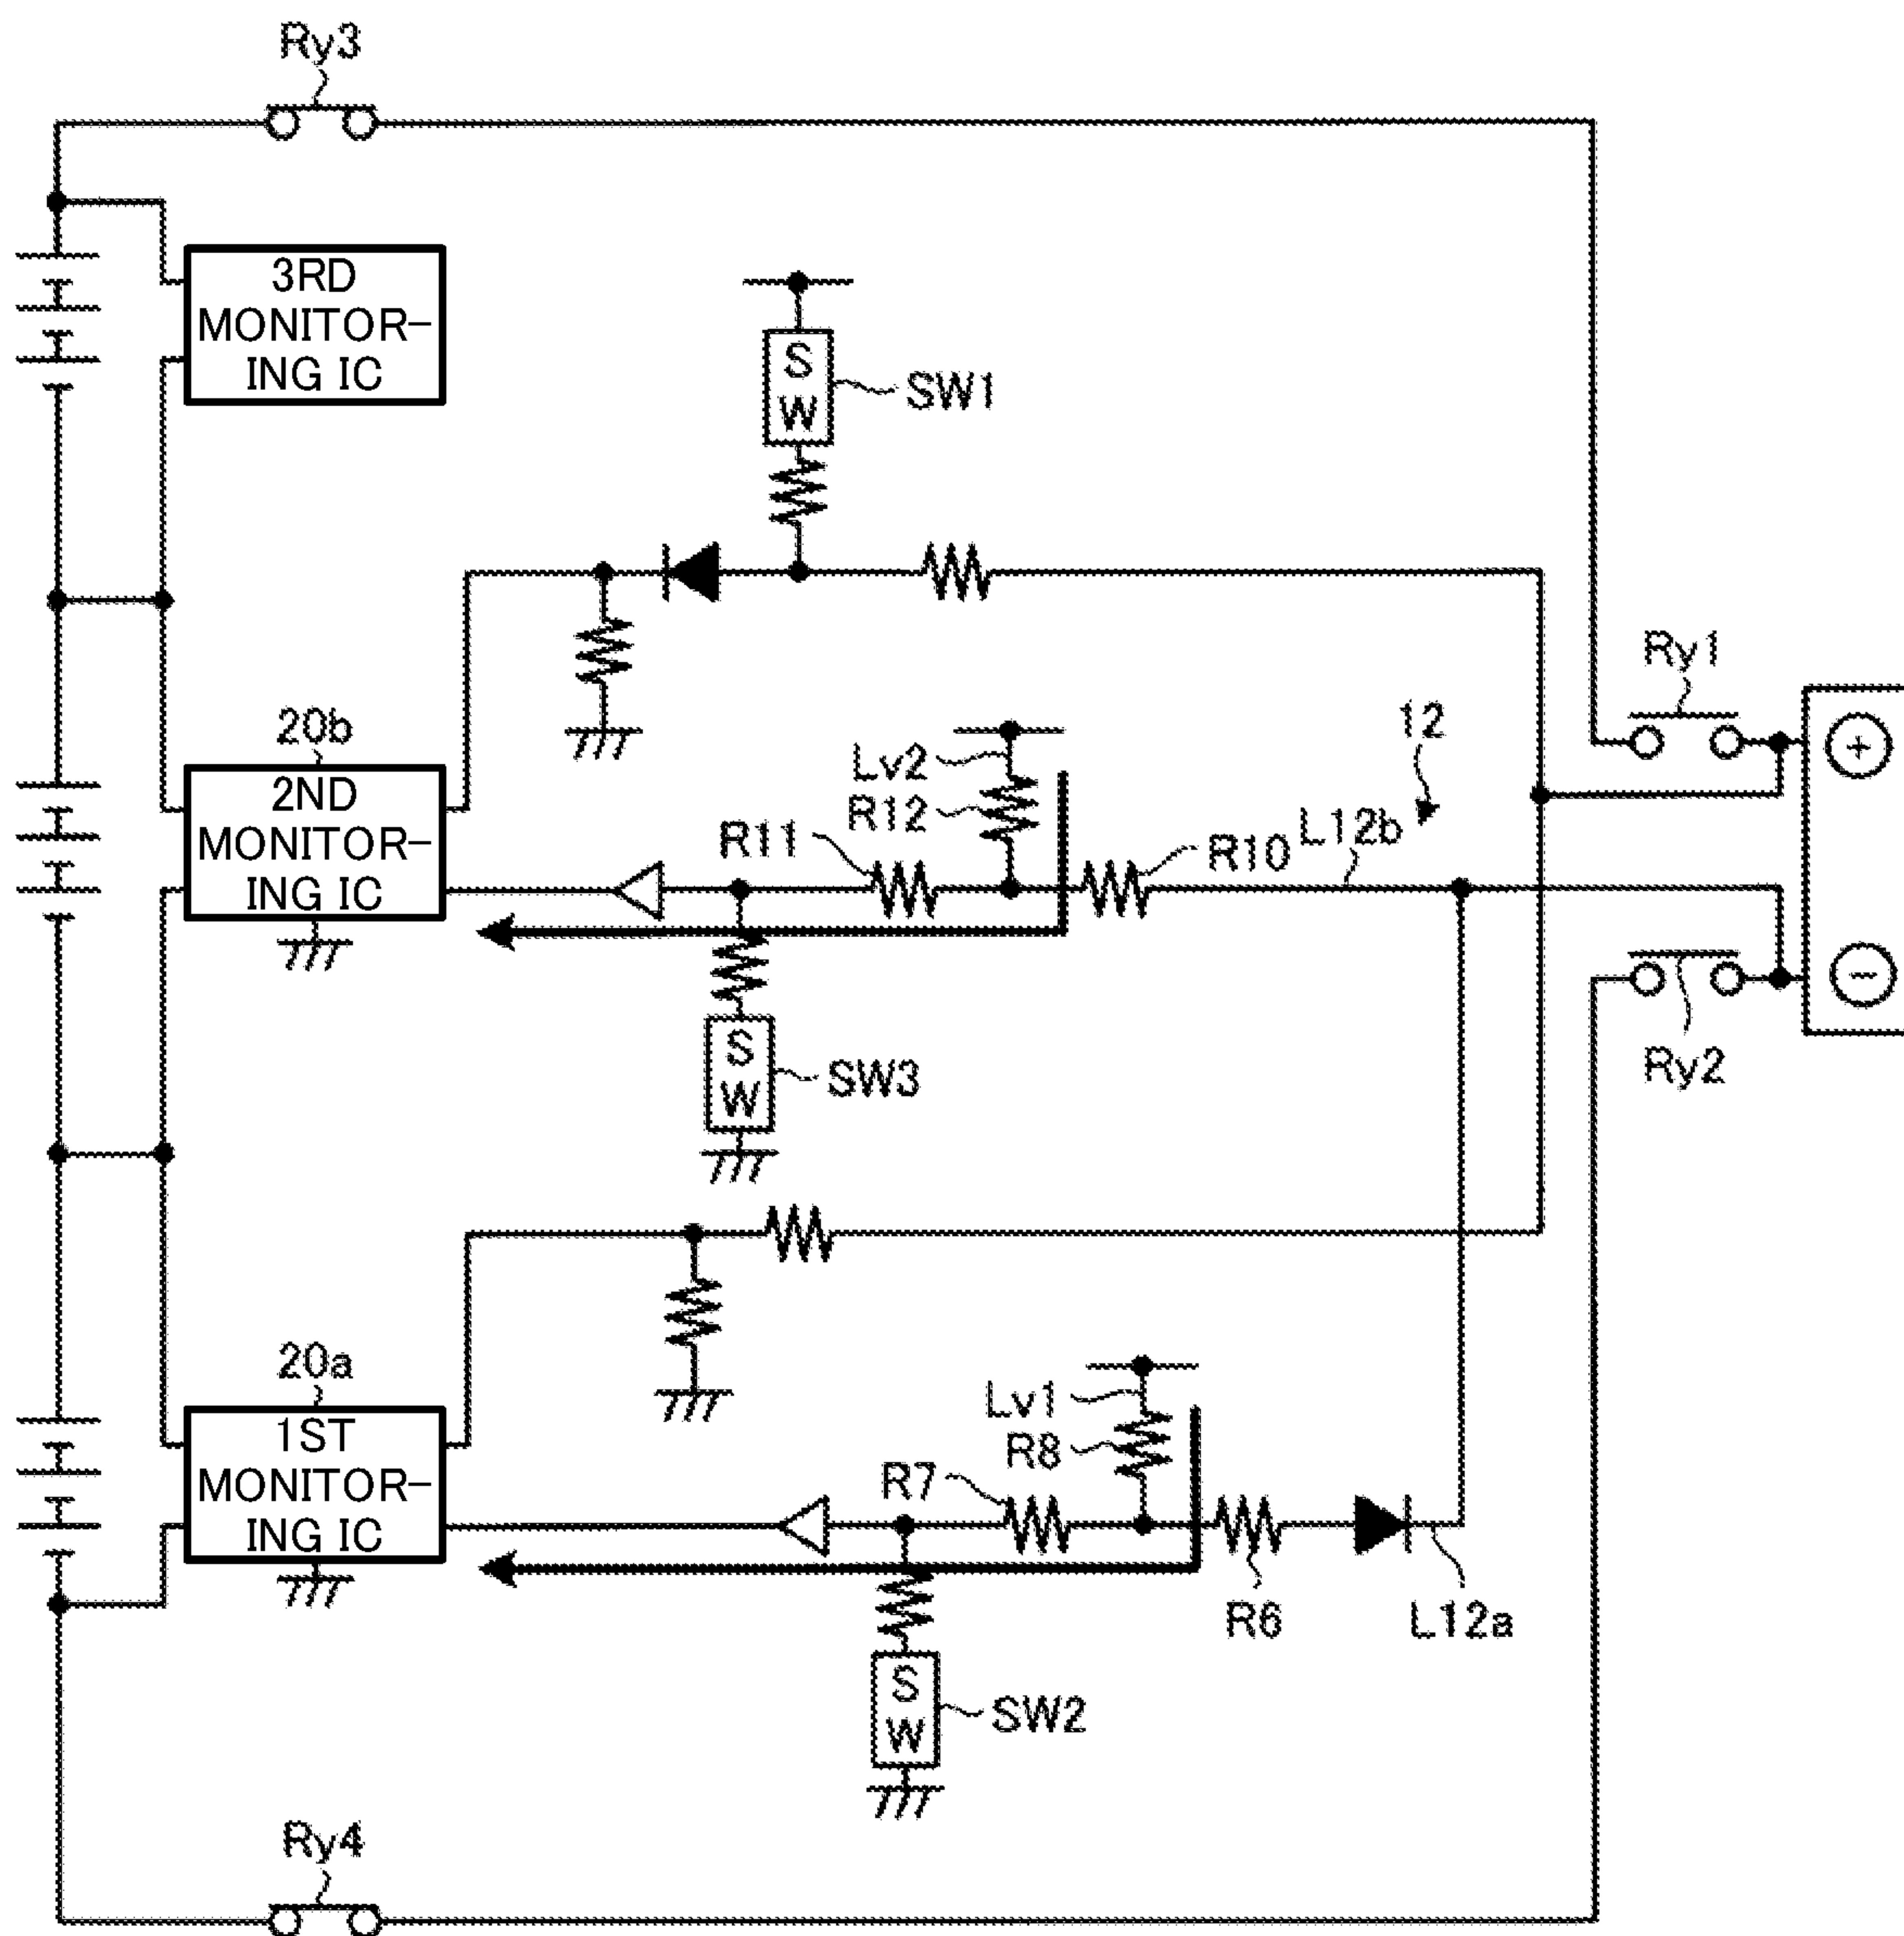 Ry3
3RD
MONITOR-
ING IC
S
W
SW1
Ry1
+
20b
2ND
MONITOR-
ING IC
Lv2
R12
12
L12b
R11
R10
−
Ry2
S
W
SW3
20a
1ST
MONITOR-
ING IC
Lv1
R8
R7
R6
L12a
S
W
SW2
Ry4